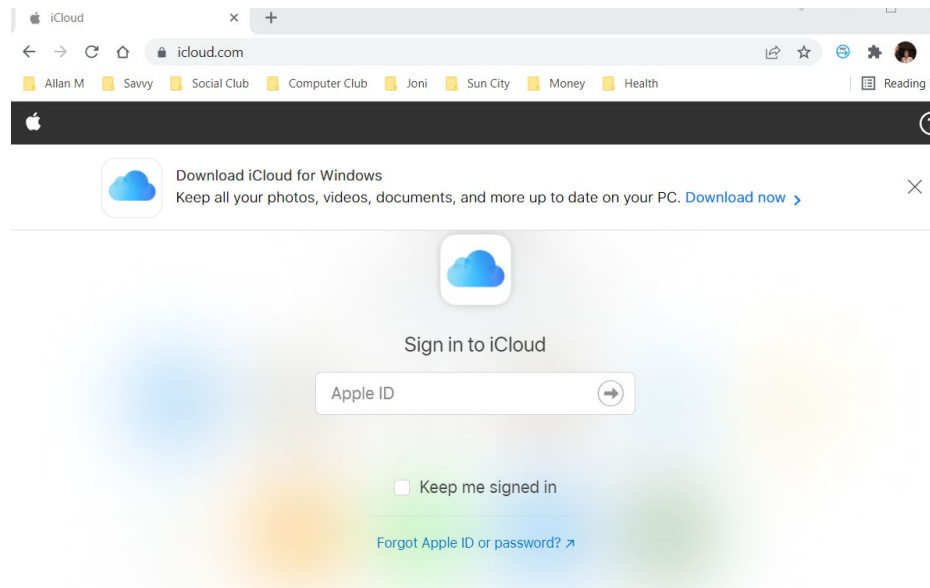 iCloud
icloud.com
Allan M Savvy Social Club Computer Club Joni Sun City Money Health Reading
Download iCloud for Windows
Keep all your photos, videos, documents, and more up to date on your PC. Download now
Sign in to iCloud
Apple ID
Keep me signed in
Forgot Apple ID or password?